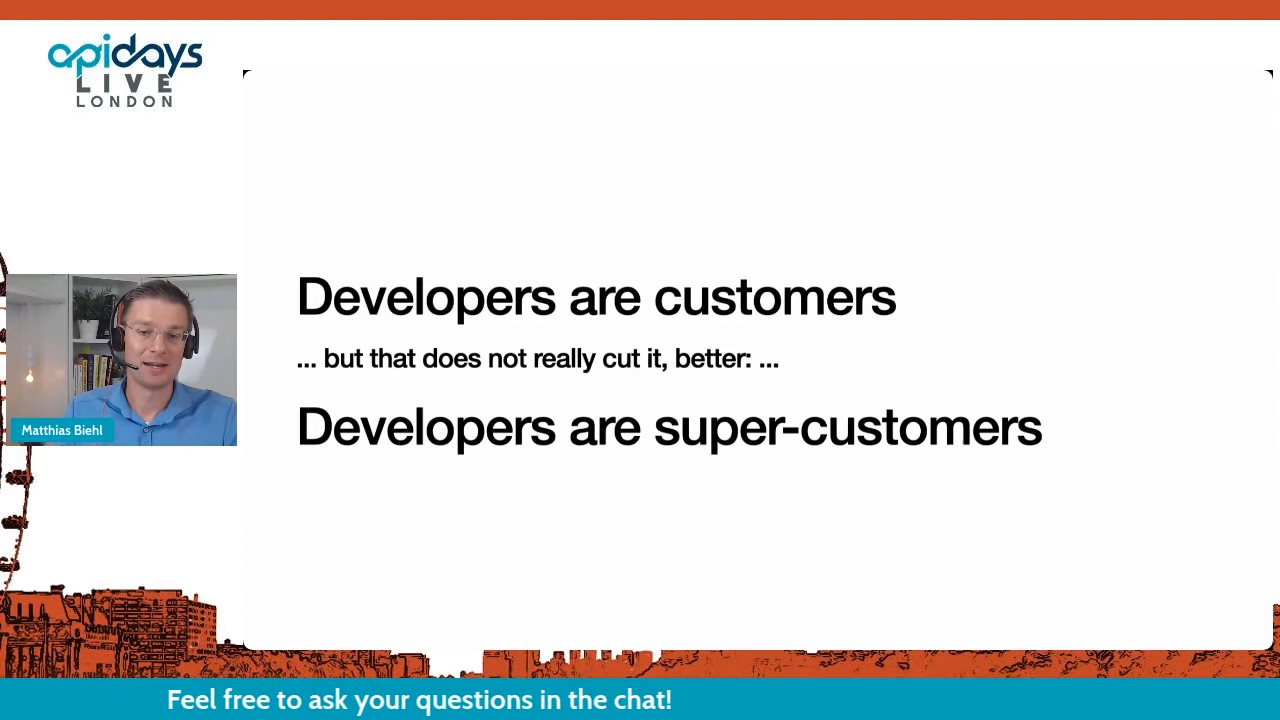 apidays
LIVE
LONDON
Developers are customers
... but that does not really cut it, better: ...
Developers are super-customers
Matthias Biehl
Feel free to ask your questions in the chat!